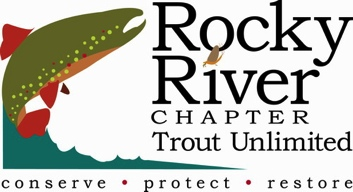 Rocky
River
CHAPTER
Trout Unlimited
conserve • protect • restore